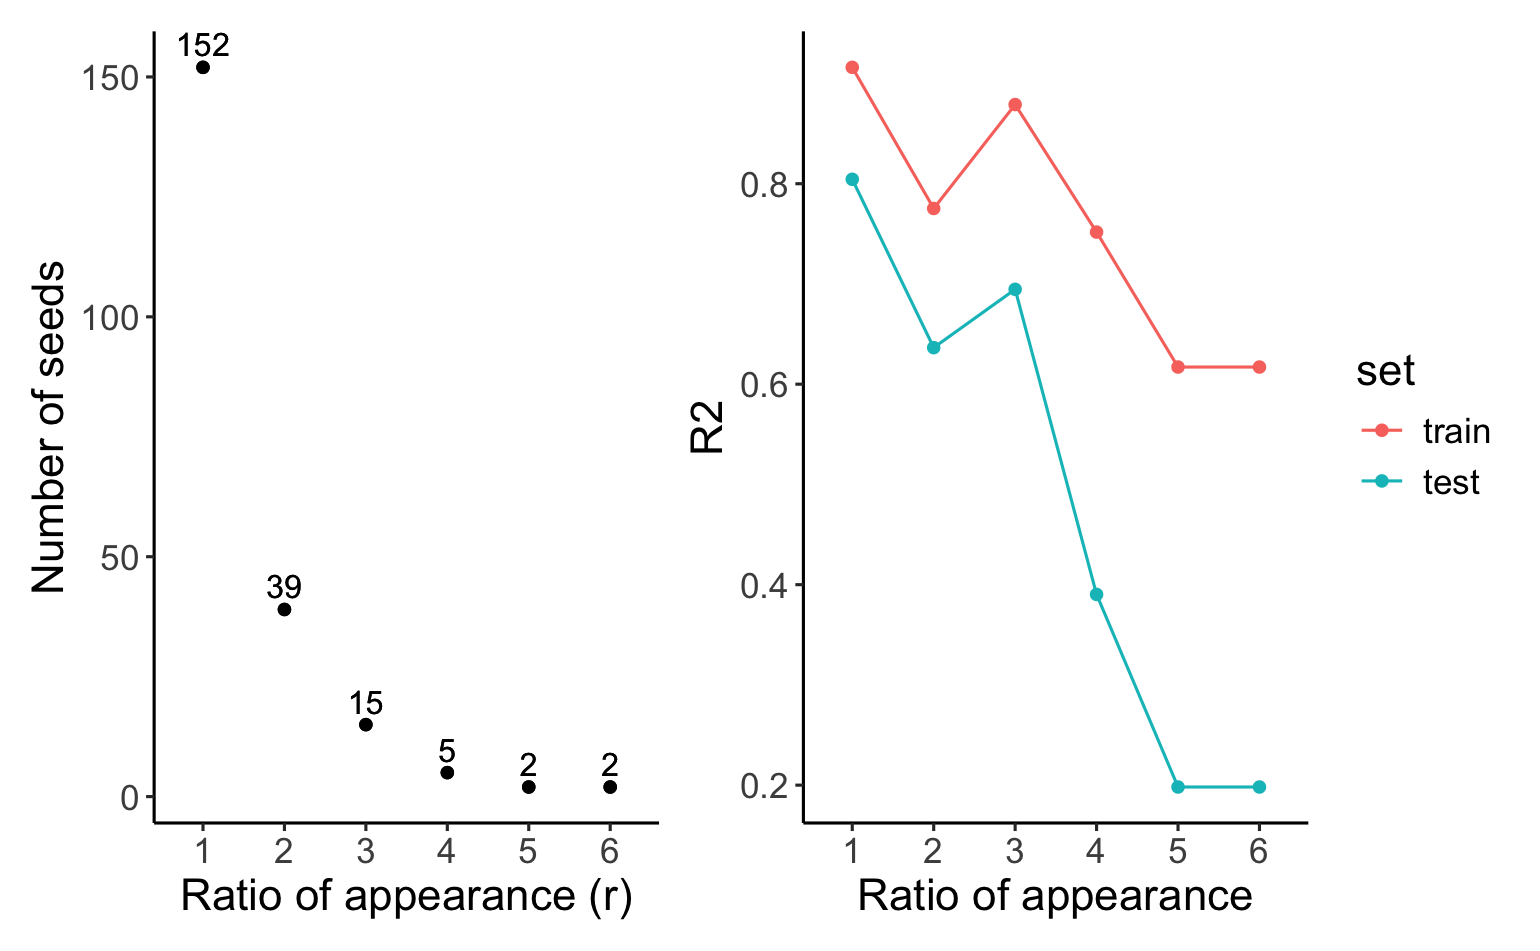 152
150
100
50
0
39
15
5
2
2
1 2 3 4 5 6
Number of seeds
Ratio of appearance (r)
0.8
0.6
0.4
0.2
R2
1 2 3 4 5 6
Ratio of appearance
set
train
test